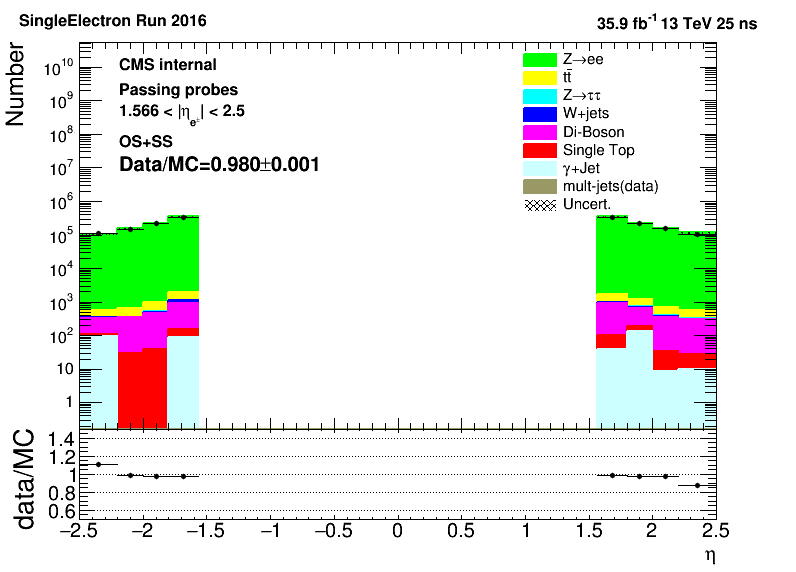 SingleElectron Run 2016
35.9 fb⁻¹ 13 TeV 25 ns
Number
CMS internal
Passing probes
1.566 < |η_e±| < 2.5
OS+SS
Data/MC=0.980±0.001
Z→ee
tt̄
Z→ττ
W+jets
Di-Boson
Single Top
γ+Jet
mult-jets(data)
Uncert.
10¹⁰
10⁹
10⁸
10⁷
10⁶
10⁵
10⁴
10³
10²
10
1
data/MC
1.4
1.2
1
0.8
0.6
−2.5 −2 −1.5 −1 −0.5 0 0.5 1 1.5 2 2.5
η